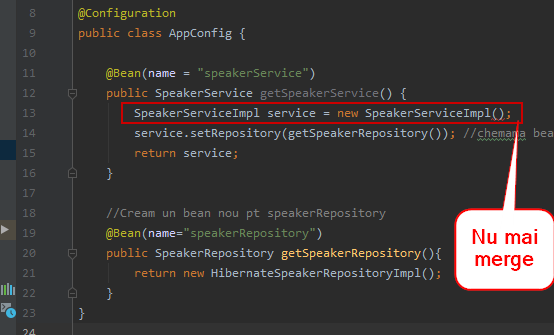 8 @Configuration
9 public class AppConfig {
10
11 @Bean(name = "speakerService")
12 public SpeakerService getSpeakerService() {
13 SpeakerServiceImpl service = new SpeakerServiceImpl();
14 service.setRepository(getSpeakerRepository()); //chemama bea
15 return service;
16 }
17
18 //Cream un bean nou pt speakerRepository
19 @Bean(name="speakerRepository")
20 public SpeakerRepository getSpeakerRepository(){
21 return new HibernateSpeakerRepositoryImpl();
22 }
23 }
24
Nu mai
merge